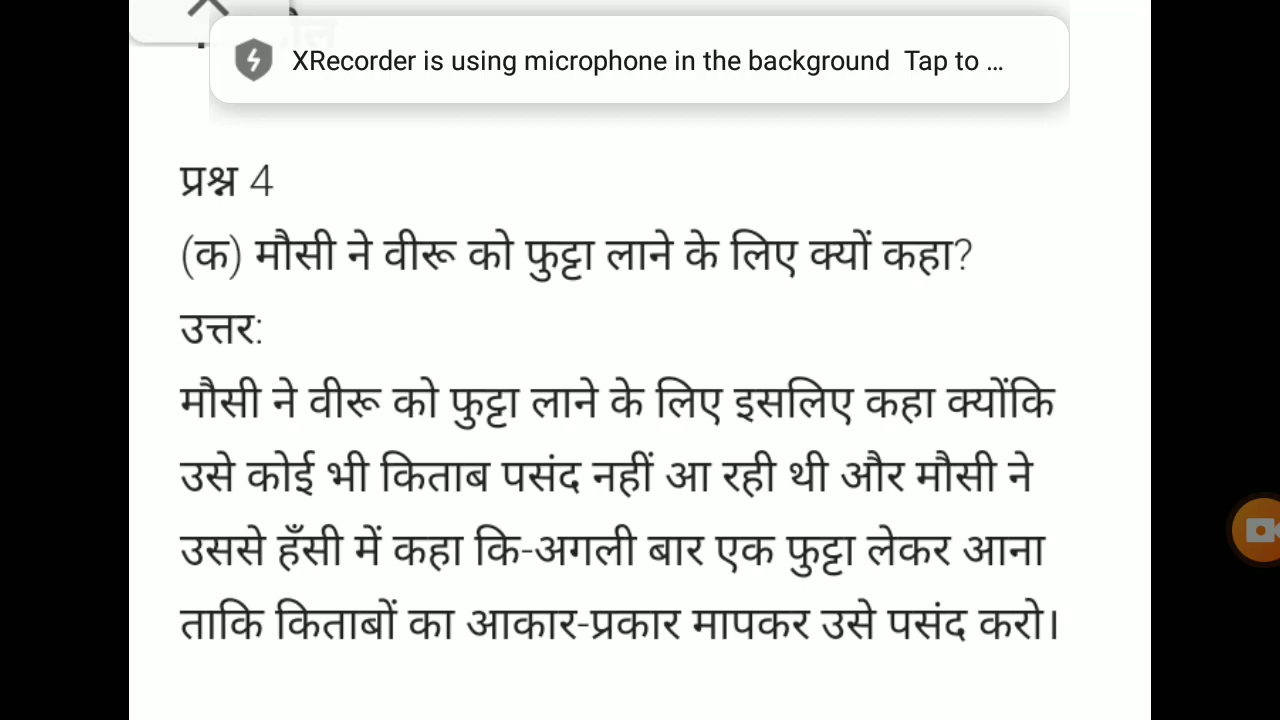 XRecorder is using microphone in the background Tap to ...
प्रश्न 4
(क) मौसी ने वीरू को फुट्टा लाने के लिए क्यों कहा?
उत्तर:
मौसी ने वीरू को फुट्टा लाने के लिए इसलिए कहा क्योंकि
उसे कोई भी किताब पसंद नहीं आ रही थी और मौसी ने
उससे हँसी में कहा कि-अगली बार एक फुट्टा लेकर आना
ताकि किताबों का आकार-प्रकार मापकर उसे पसंद करो।